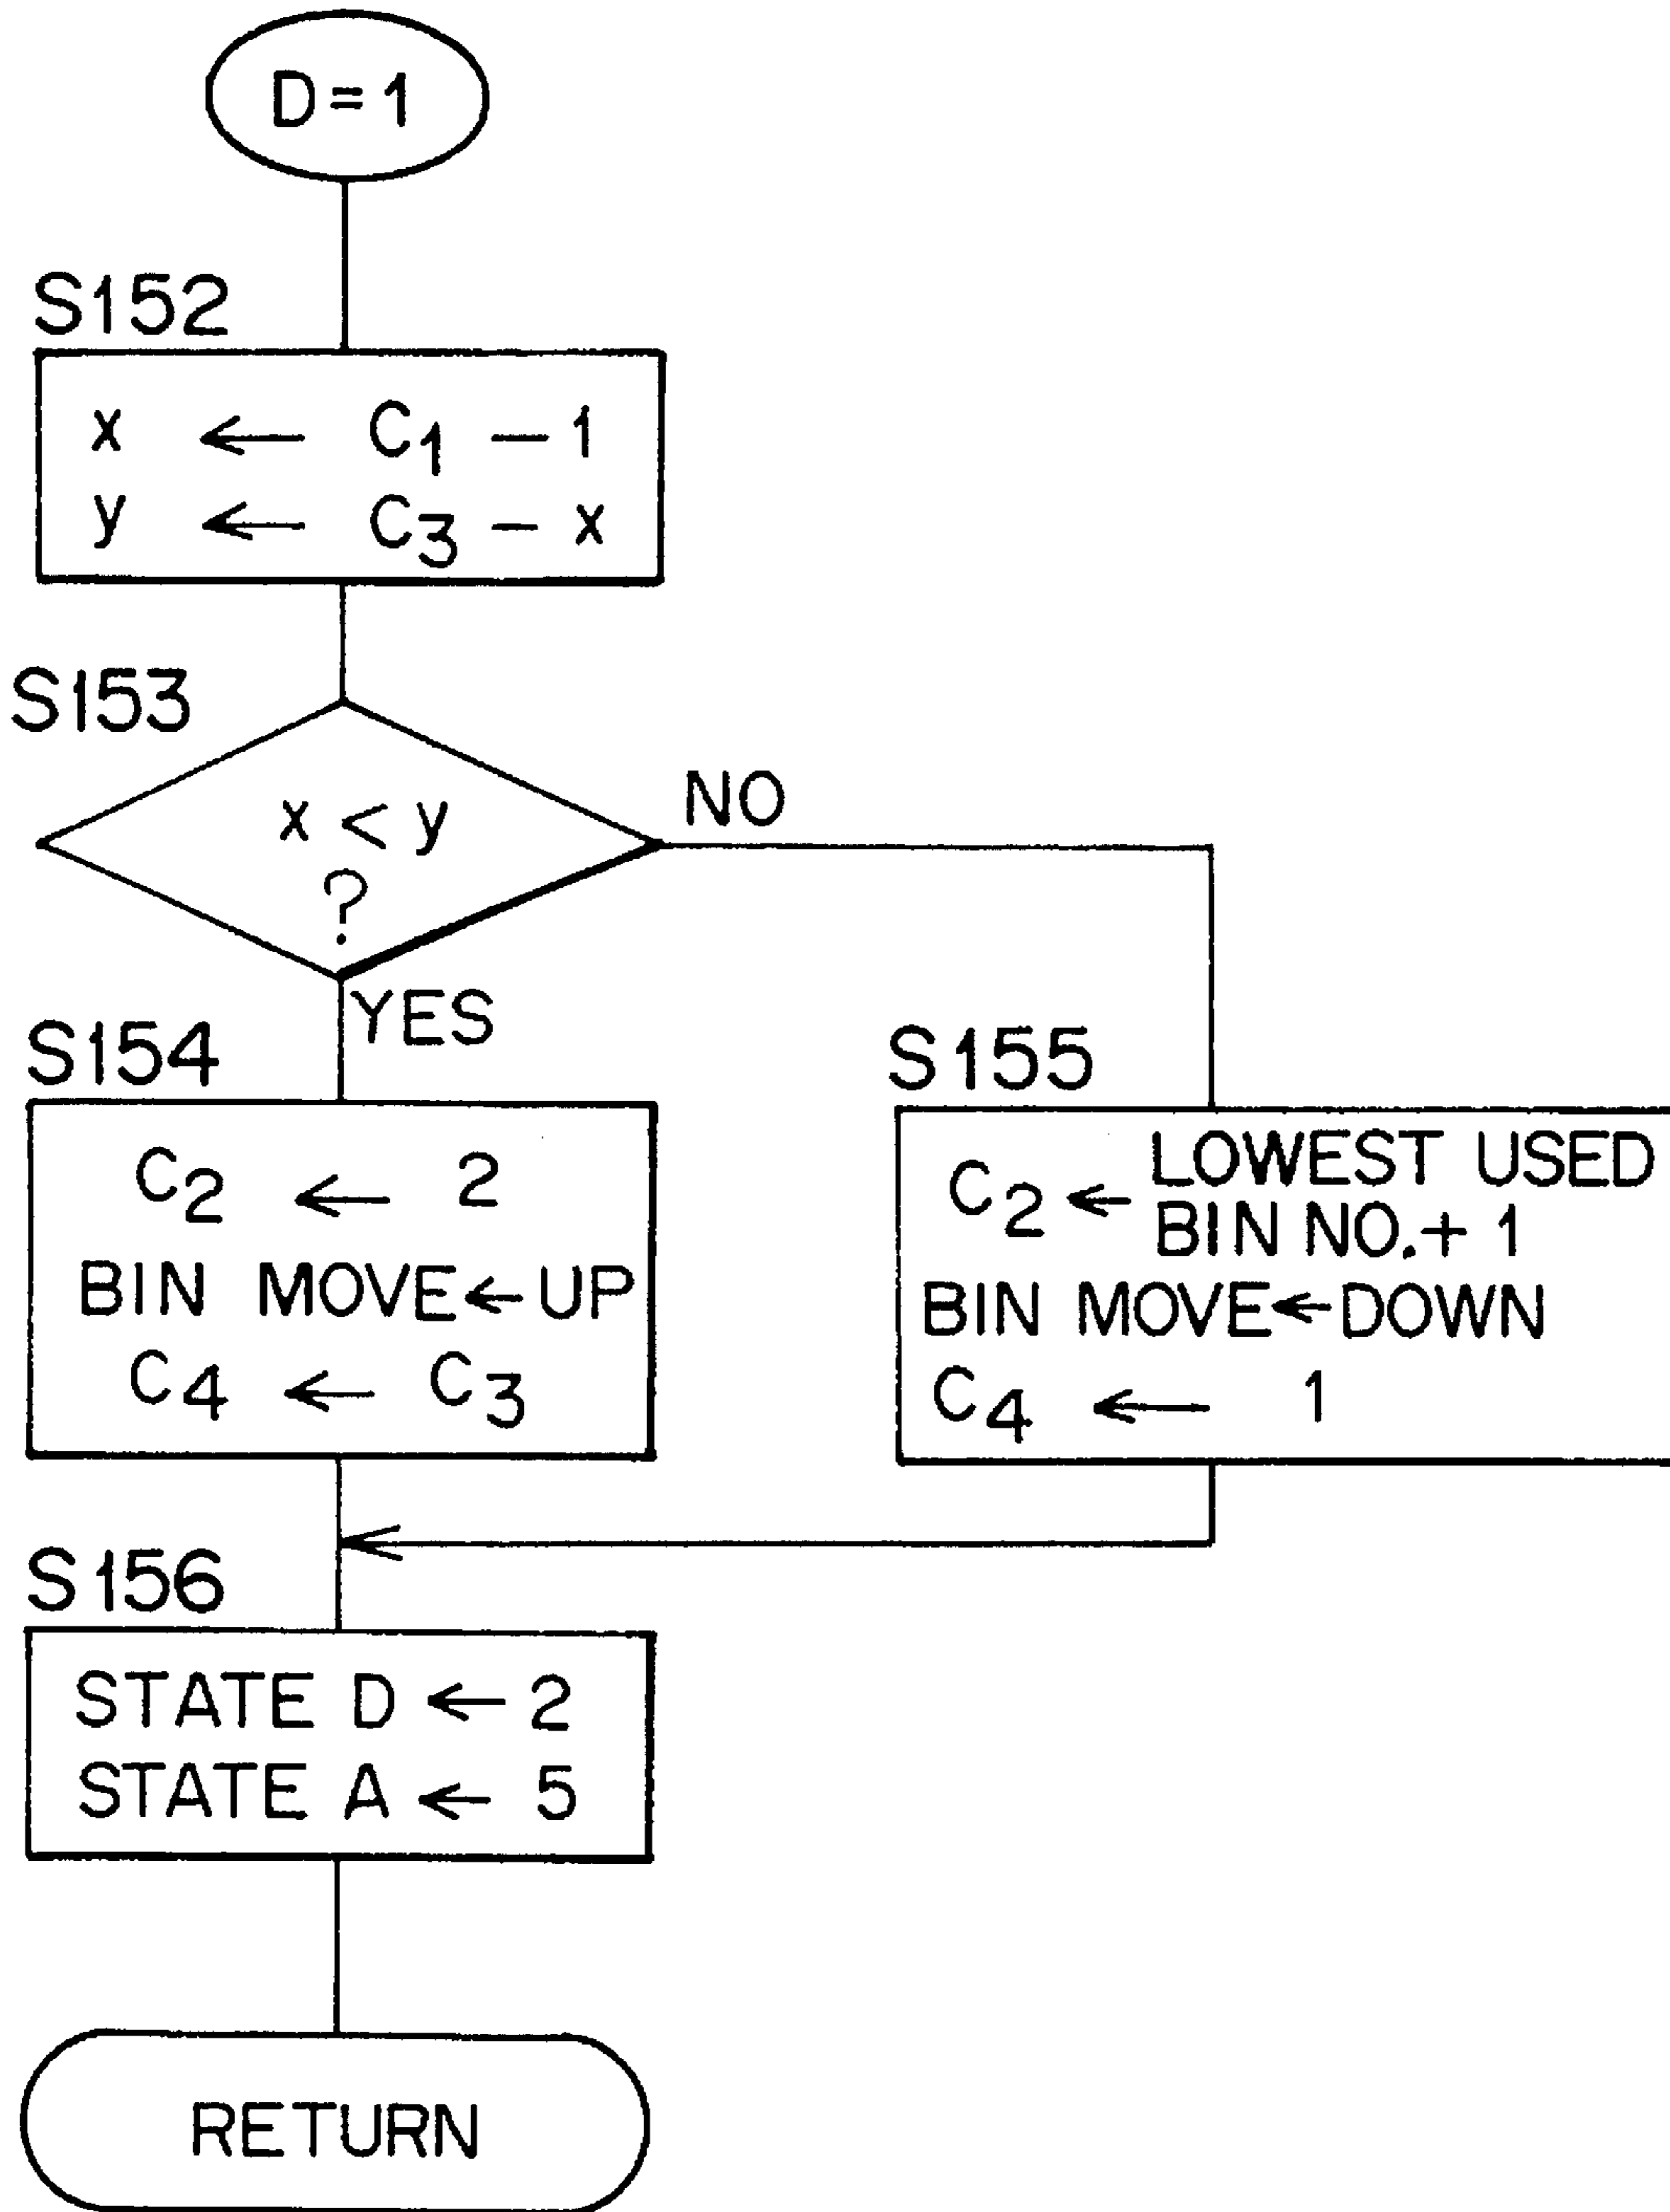 D=1
S152
x ← C₁ − 1
y ← C₃ − x
S153
x < y
?
NO
YES
S154
C₂ ← 2
BIN MOVE←UP
C₄ ← C₃
S155
C₂ ← LOWEST USED
BIN NO.+ 1
BIN MOVE←DOWN
C₄ ← 1
S156
STATE D ← 2
STATE A ← 5
RETURN